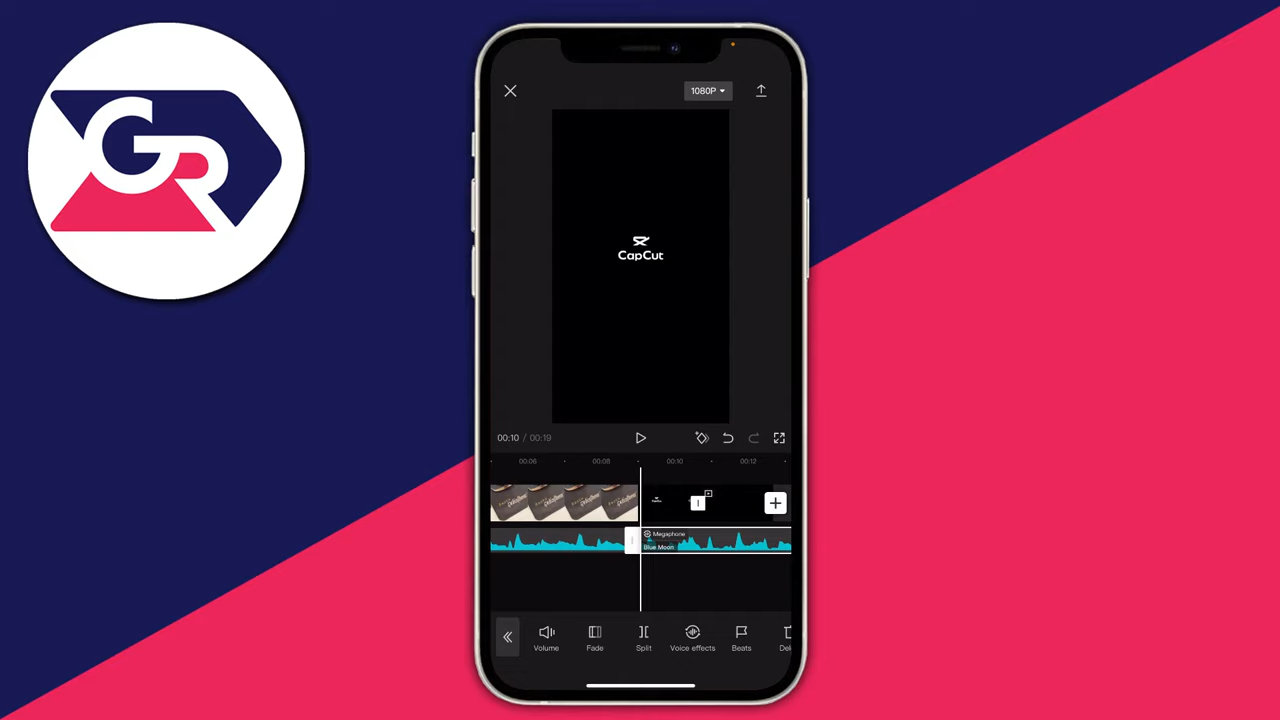 GR
1080P
CapCut
00:10 / 00:19
00:06 00:08 00:10 00:12
Megaphone
Blue Moon
Volume Fade Split Voice effects Beats Del